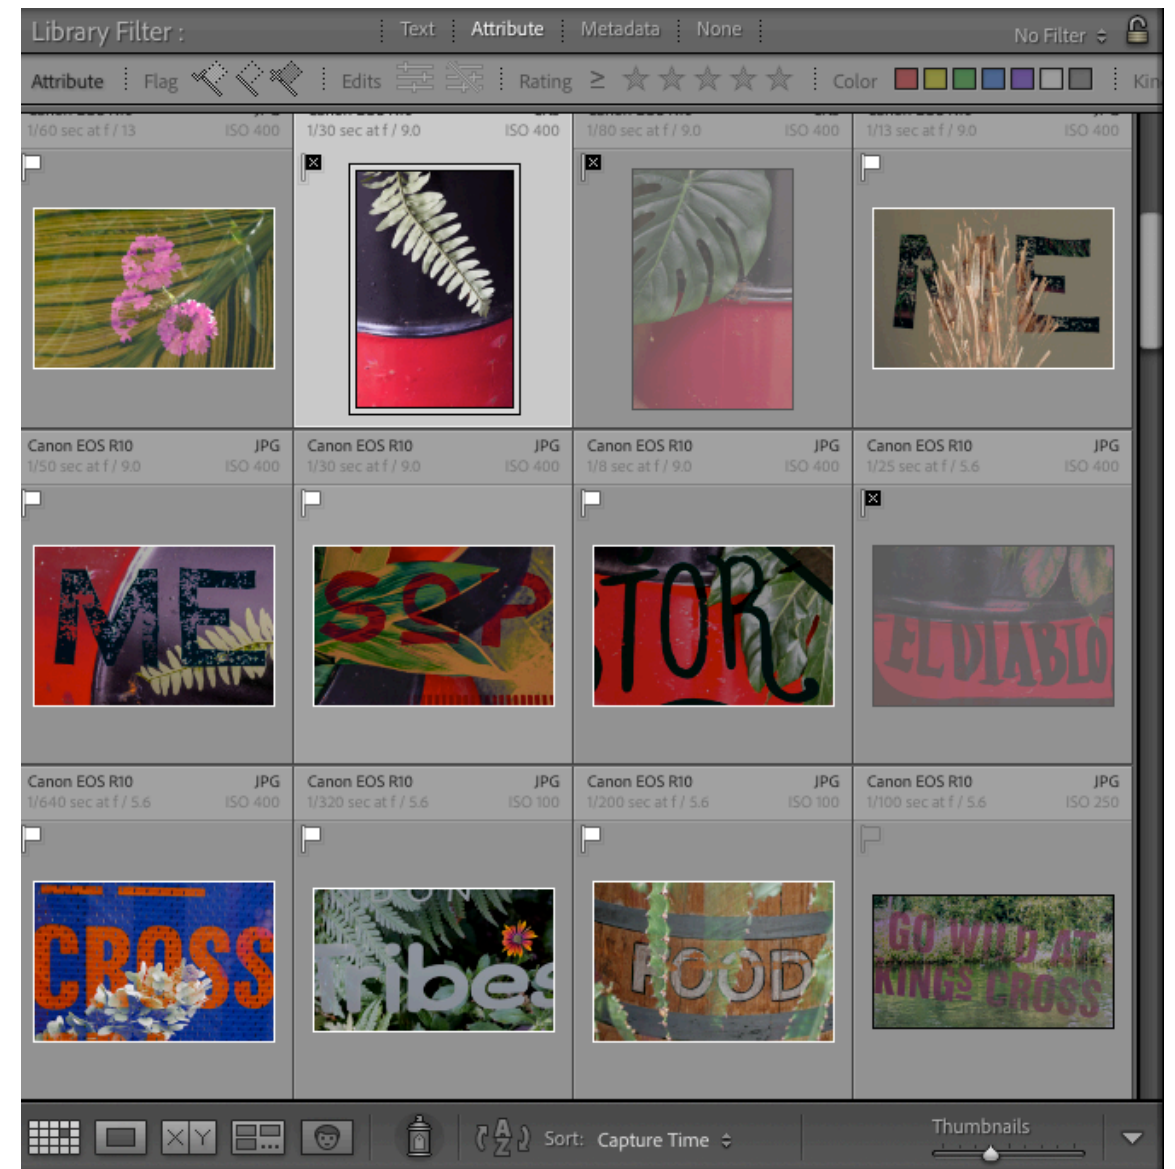 Library Filter :
Text Attribute Metadata None
No Filter
Attribute Flag Edits Rating ≥ Color Kin
1/60 sec at f / 13 ISO 400
1/30 sec at f / 9.0 ISO 400
1/80 sec at f / 9.0 ISO 400
1/13 sec at f / 9.0 ISO 400
ME
Canon EOS R10 JPG
1/50 sec at f / 9.0 ISO 400
Canon EOS R10 JPG
1/30 sec at f / 9.0 ISO 400
Canon EOS R10 JPG
1/8 sec at f / 9.0 ISO 400
Canon EOS R10 JPG
1/25 sec at f / 5.6 ISO 400
ME
STOR
EL DIABLO
Canon EOS R10 JPG
1/640 sec at f / 5.6 ISO 400
Canon EOS R10 JPG
1/320 sec at f / 5.6 ISO 100
Canon EOS R10 JPG
1/200 sec at f / 5.6 ISO 100
Canon EOS R10 JPG
1/100 sec at f / 5.6 ISO 250
CROSS
Tribes
FOOD
GO WILD AT
KINGS CROSS
XY
A
Z
Sort: Capture Time
Thumbnails